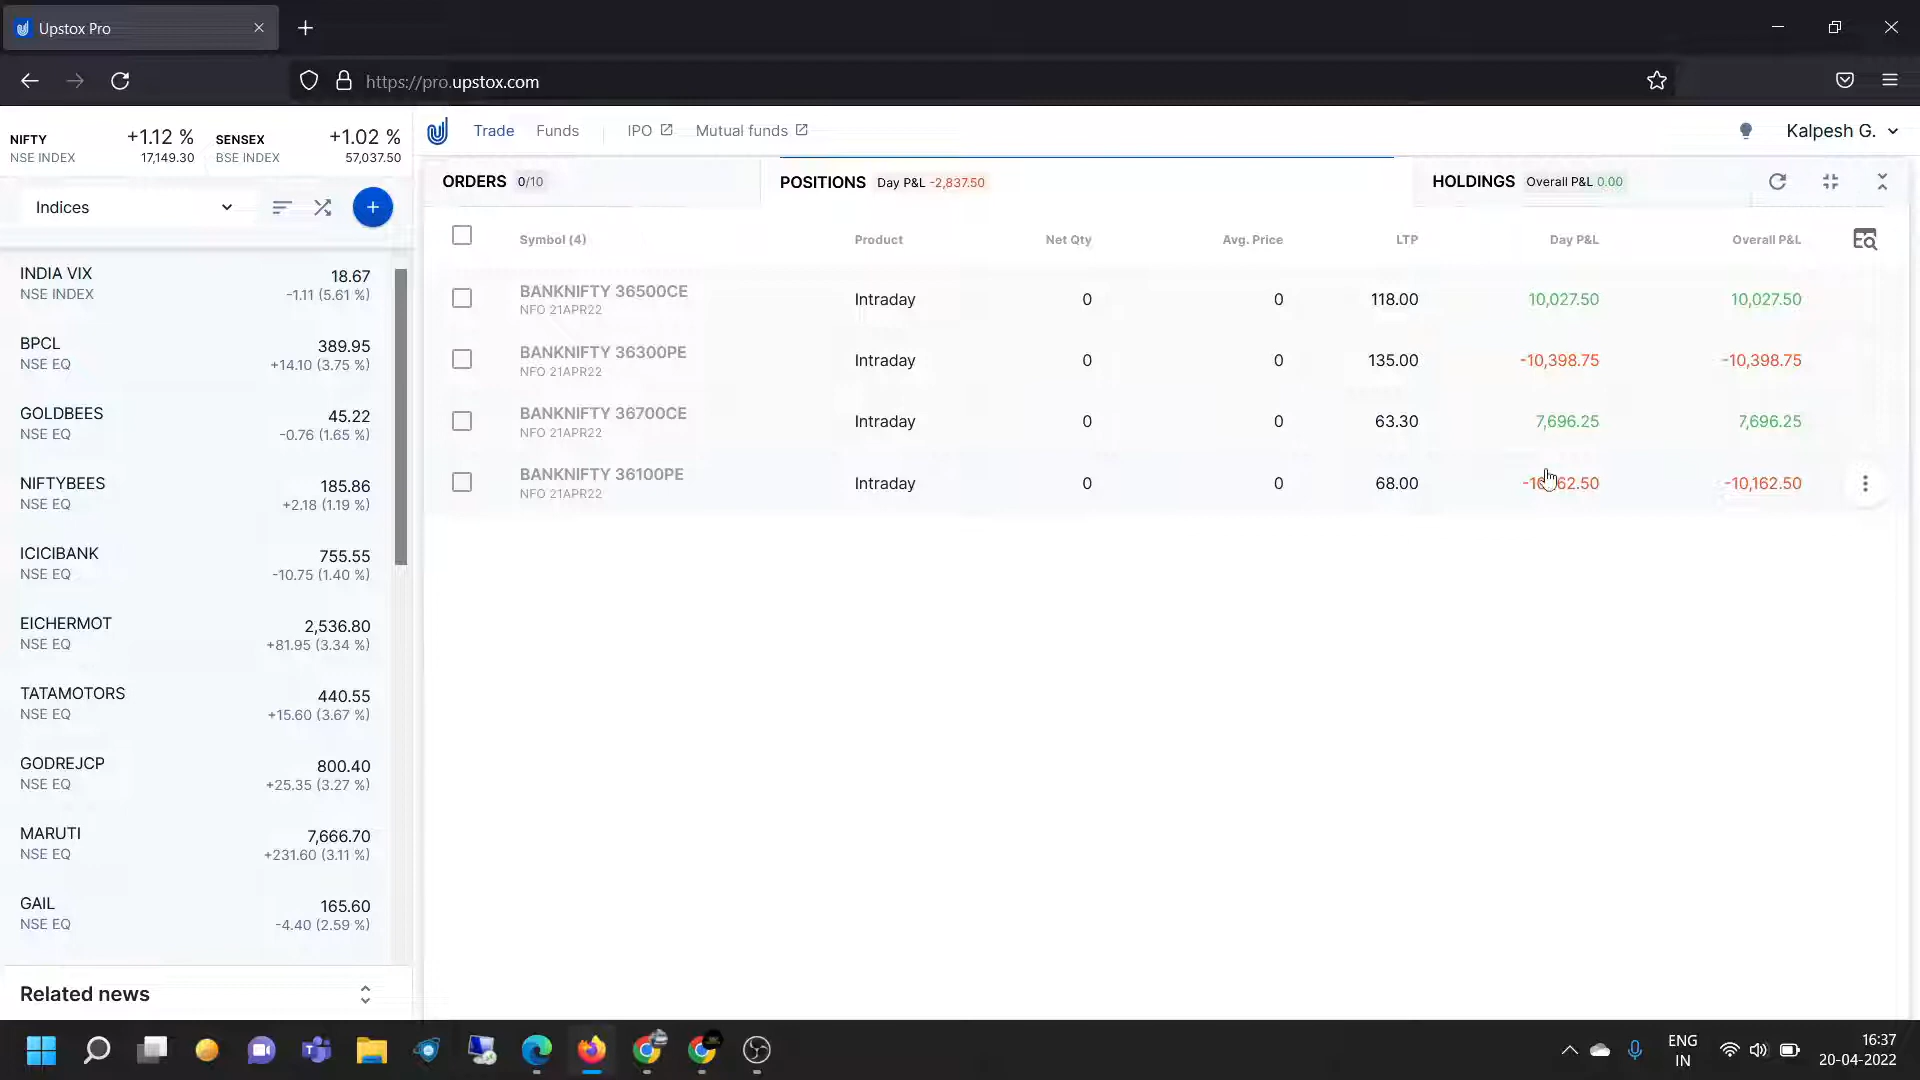 Upstox Pro
https://pro.upstox.com
NIFTY +1.12 % SENSEX +1.02 %
NSE INDEX 17,149.30 BSE INDEX 57,037.50
Trade Funds IPO Mutual funds Kalpesh G.
Indices
ORDERS 0/10 POSITIONS Day P&L -2,837.50 HOLDINGS Overall P&L 0.00
Symbol (4) Product Net Qty Avg. Price LTP Day P&L Overall P&L
BANKNIFTY 36500CE Intraday 0 0 118.00 10,027.50 10,027.50
NFO 21APR22
BANKNIFTY 36300PE Intraday 0 0 135.00 -10,398.75 -10,398.75
NFO 21APR22
BANKNIFTY 36700CE Intraday 0 0 63.30 7,696.25 7,696.25
NFO 21APR22
BANKNIFTY 36100PE Intraday 0 0 68.00 -10,162.50
NFO 21APR22
INDIA VIX 18.67
NSE INDEX -1.11 (5.61 %)
BPCL 389.95
NSE EQ +14.10 (3.75 %)
GOLDBEES 45.22
NSE EQ -0.76 (1.65 %)
NIFTYBEES 185.86
NSE EQ +2.18 (1.19 %)
ICICIBANK 755.55
NSE EQ -10.75 (1.40 %)
EICHERMOT 2,536.80
NSE EQ +81.95 (3.34 %)
TATAMOTORS 440.55
NSE EQ +15.60 (3.67 %)
GODREJCP 800.40
NSE EQ +25.35 (3.27 %)
MARUTI 7,666.70
NSE EQ +231.60 (3.11 %)
GAIL 165.60
NSE EQ -4.40 (2.59 %)
Related news
ENG
IN
16:37
20-04-2022